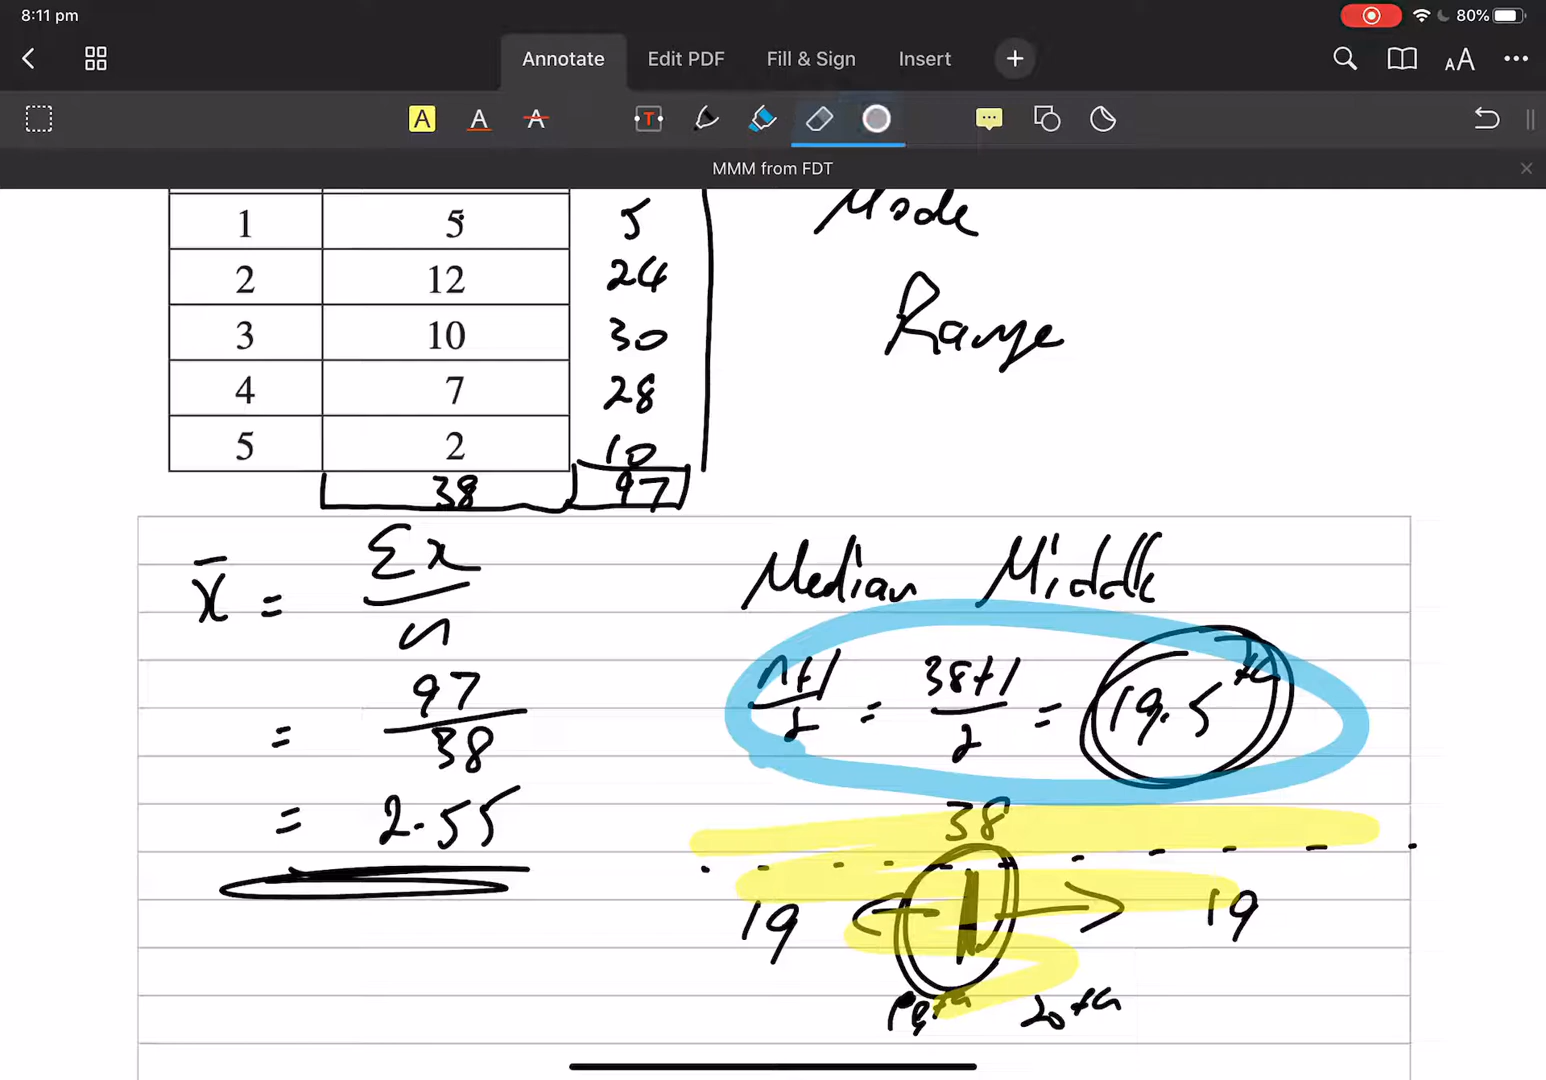 8:11 pm
80%
Annotate Edit PDF Fill & Sign Insert
A A A T AA
MMM from FDT
Mode
1 5 5
2 12 24
3 10 30
4 7 28
5 2 10
38 97
Range
x̄ = Σx/n
= 97/38
= 2.55
Median Middle
n+1/2 = 38+1/2 = 19.5th
38
19 19
19th 20th